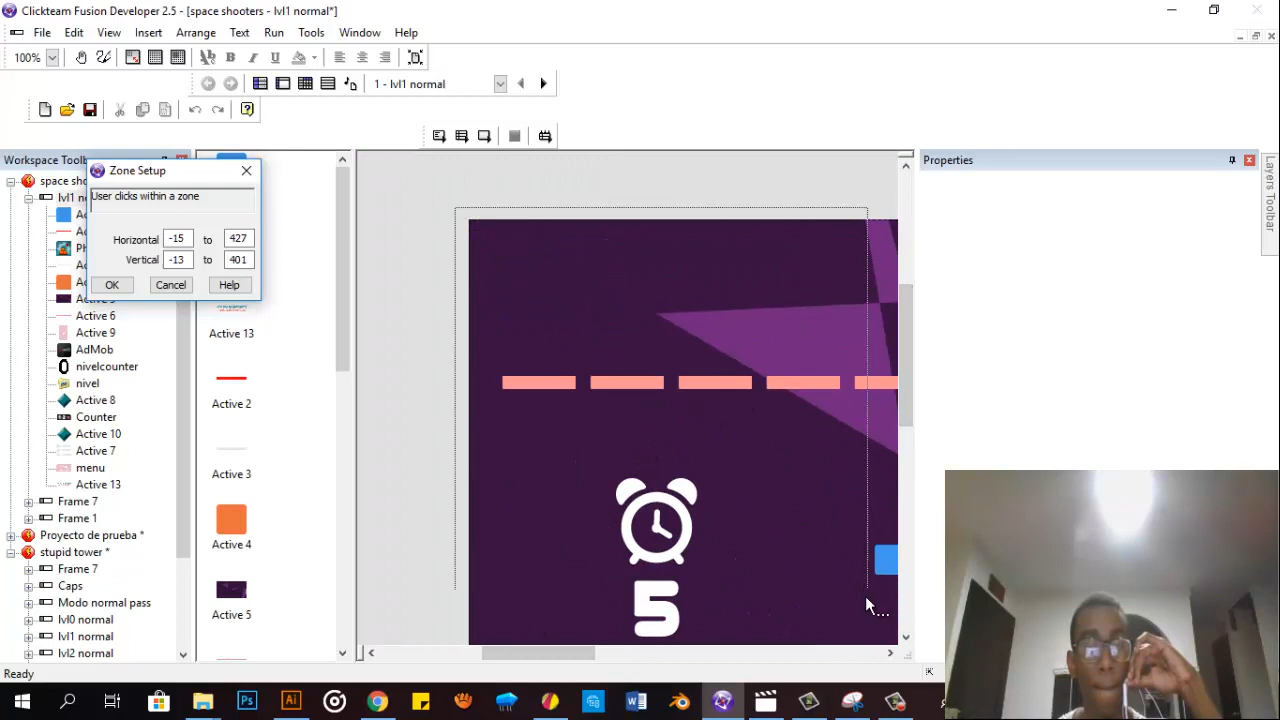 Clickteam Fusion Developer 2.5 - [space shooters - lvl1 normal*]
File Edit View Insert Arrange Text Run Tools Window Help
100%
1 - lvl1 normal
Workspace Toolb
Properties
Layers Toolbar
Zone Setup
User clicks within a zone
Horizontal -15 to 427
Vertical -13 to 401
OK Cancel Help
space sho
lvl1 no
Active 6
Active 9
AdMob
nivelcounter
nivel
Active 8
Counter
Active 10
Active 7
menu
Active 13
Frame 7
Frame 1
Proyecto de prueba *
stupid tower *
Frame 7
Caps
Modo normal pass
lvl0 normal
lvl1 normal
lvl2 normal
Active 13
Active 2
Active 3
Active 4
Active 5
5
Ready